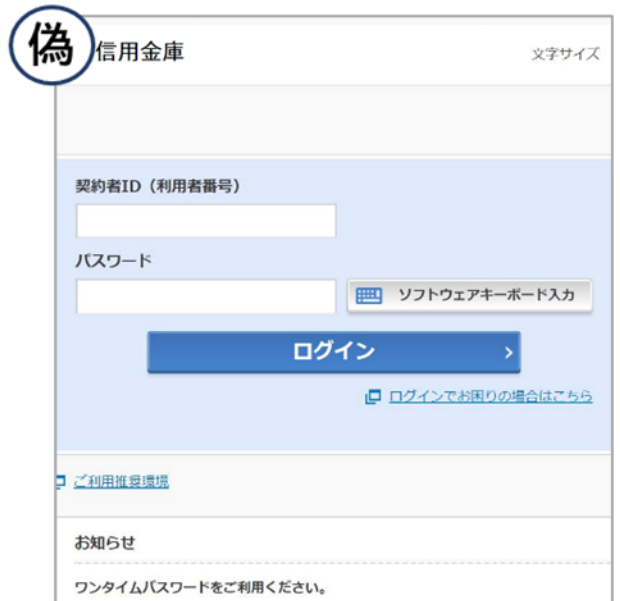 偽
信用金庫
文字サイズ
契約者ID（利用者番号）
パスワード
ソフトウェアキーボード入力
ログイン
ログインでお困りの場合はこちら
ご利用推奨環境
お知らせ
ワンタイムパスワードをご利用ください。